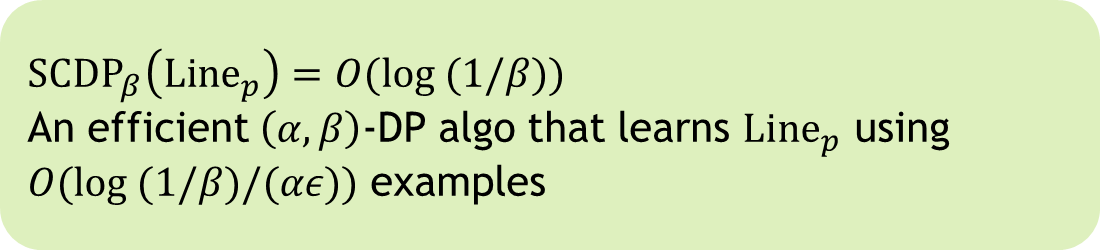 SCDP_β(Line_p) = O(log (1/β))
An efficient (α, β)-DP algo that learns Line_p using
O(log (1/β)/(αϵ)) examples